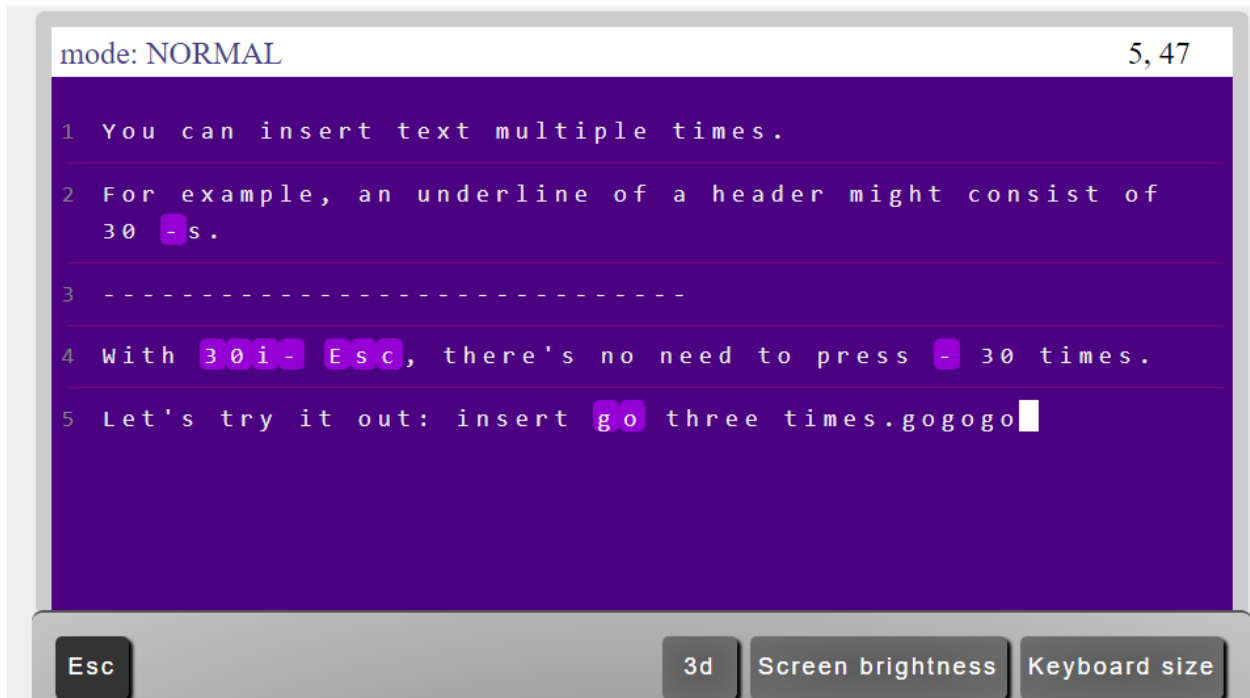 mode: NORMAL 5, 47
1 You can insert text multiple times.
2 For example, an underline of a header might consist of
30 -s.
3 ------------------------------
4 With 30i- Esc, there's no need to press - 30 times.
5 Let's try it out: insert go three times.gogogo
Esc 3d Screen brightness Keyboard size